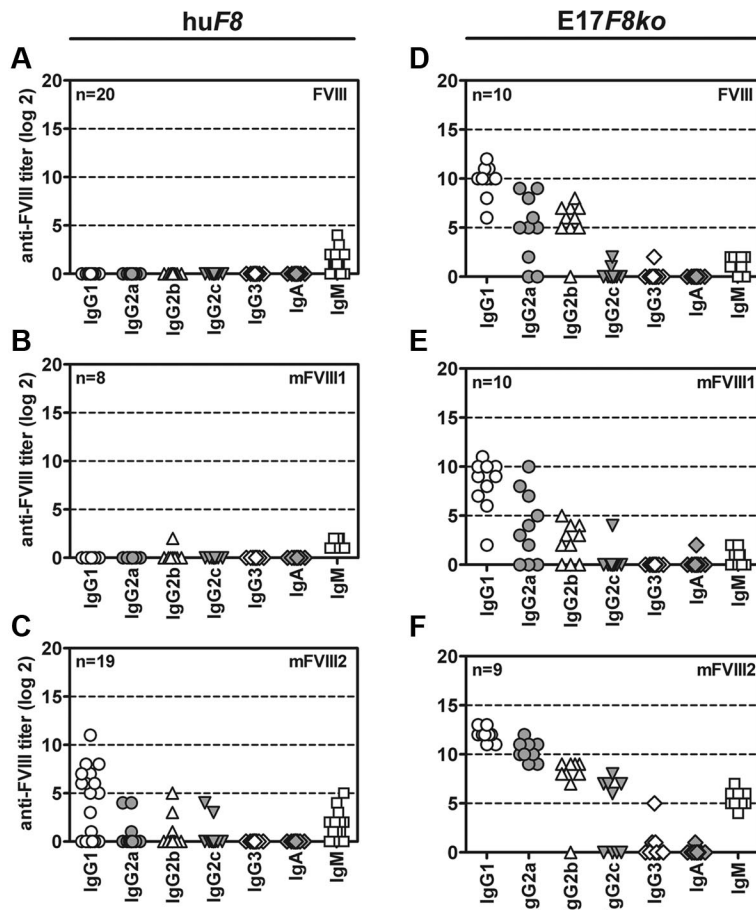 huF8
E17F8ko
A
20
15
10
5
0
anti-FVIII titer (log 2)
n=20
FVIII
IgG1
IgG2a
IgG2b
IgG2c
IgG3
IgA
IgM
B
20
15
10
5
0
anti-FVIII titer (log 2)
n=8
mFVIII1
IgG1
IgG2a
IgG2b
IgG2c
IgG3
IgA
IgM
C
20
15
10
5
0
anti-FVIII titer (log 2)
n=19
mFVIII2
IgG1
IgG2a
IgG2b
IgG2c
IgG3
IgA
IgM
D
20
15
10
5
0
n=10
FVIII
IgG1
IgG2a
IgG2b
IgG2c
IgG3
IgA
IgM
E
20
15
10
5
0
n=10
mFVIII1
IgG1
IgG2a
IgG2b
IgG2c
IgG3
IgA
IgM
F
20
15
10
5
0
n=9
mFVIII2
IgG1
gG2a
gG2b
gG2c
IgG3
IgA
IgM